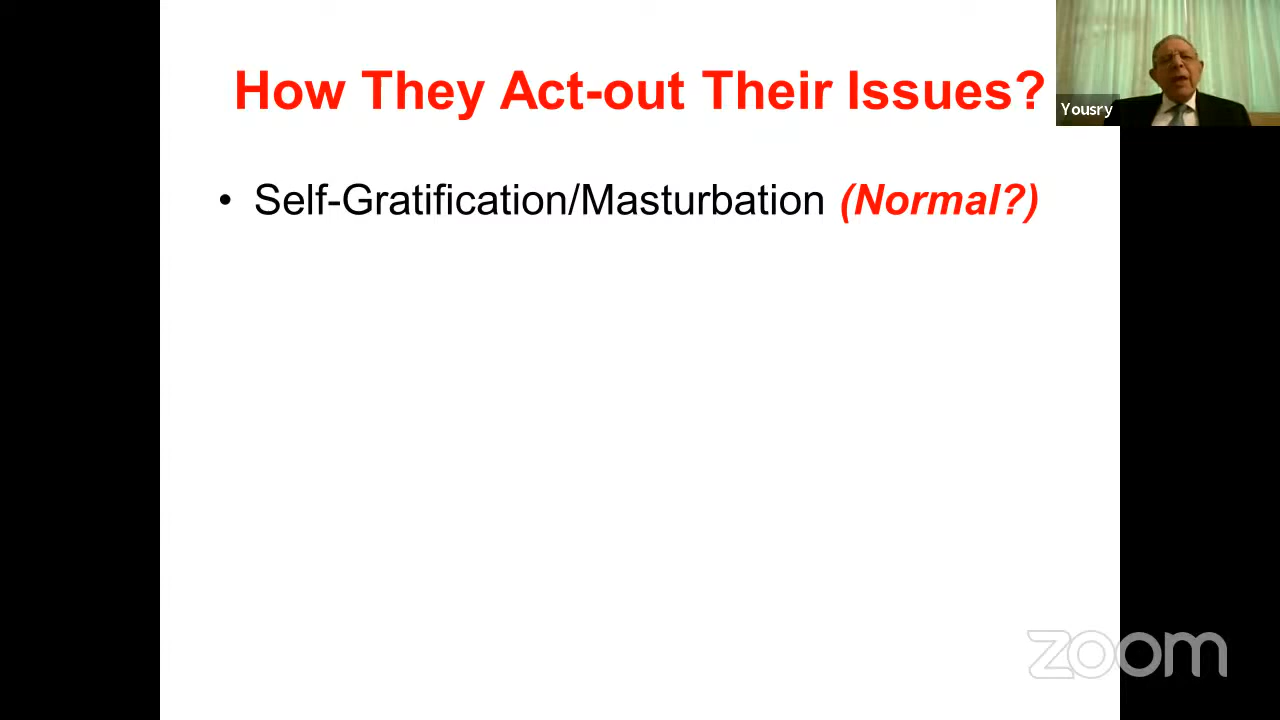 How They Act-out Their Issues?
Yousry
• Self-Gratification/Masturbation (Normal?)
zoom